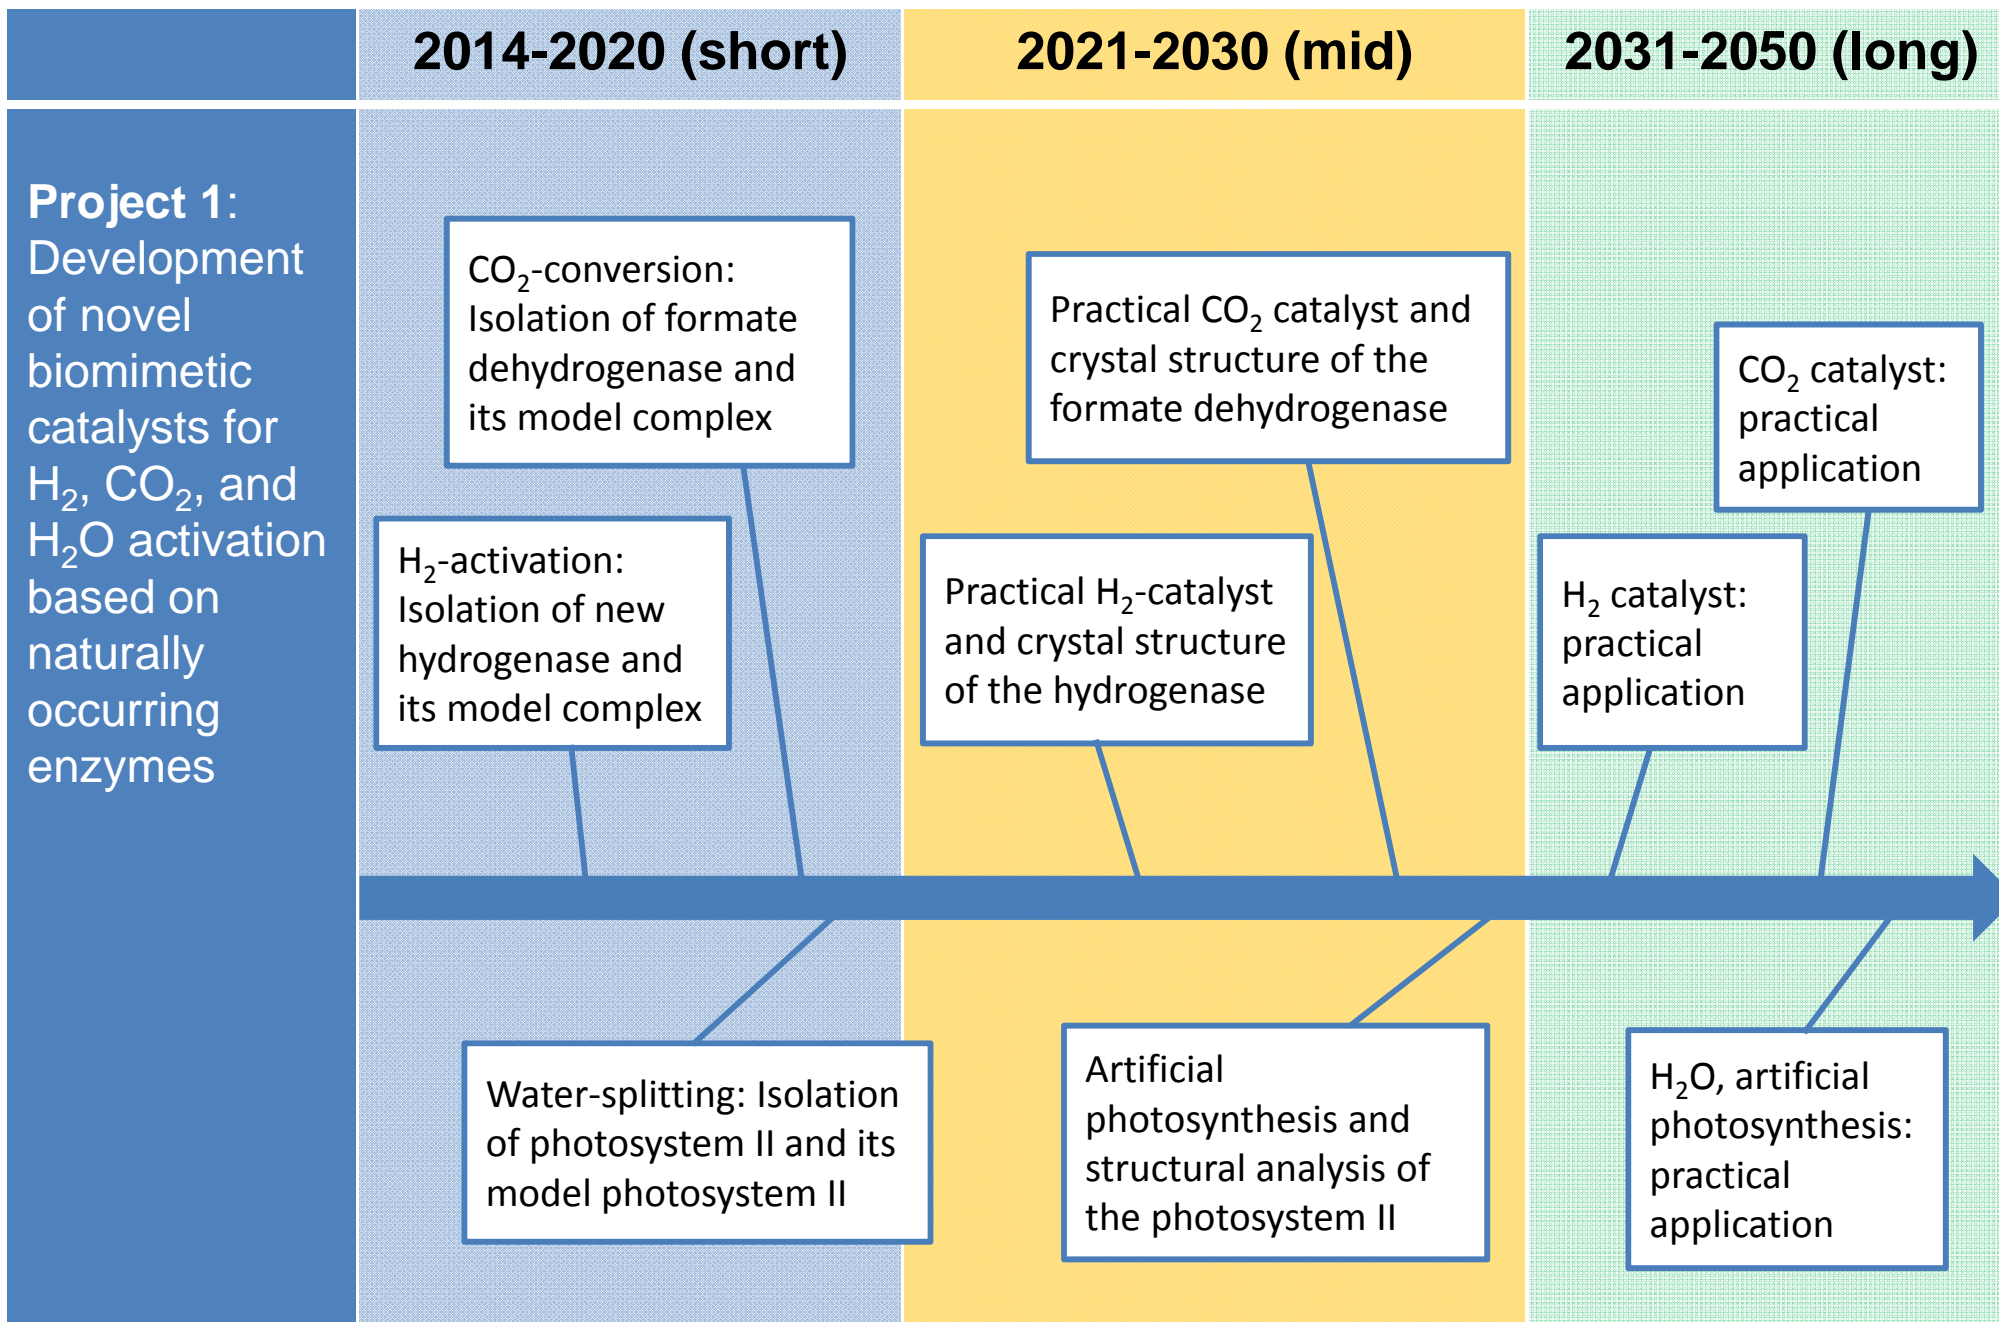 2014-2020 (short)
2021-2030 (mid)
2031-2050 (long)
Project 1:
Development
of novel
biomimetic
catalysts for
H₂, CO₂, and
H₂O activation
based on
naturally
occurring
enzymes
CO₂-conversion:
Isolation of formate
dehydrogenase and
its model complex
H₂-activation:
Isolation of new
hydrogenase and
its model complex
Water-splitting: Isolation
of photosystem II and its
model photosystem II
Practical CO₂ catalyst and
crystal structure of the
formate dehydrogenase
Practical H₂-catalyst
and crystal structure
of the hydrogenase
Artificial
photosynthesis and
structural analysis of
the photosystem II
CO₂ catalyst:
practical
application
H₂ catalyst:
practical
application
H₂O, artificial
photosynthesis:
practical
application